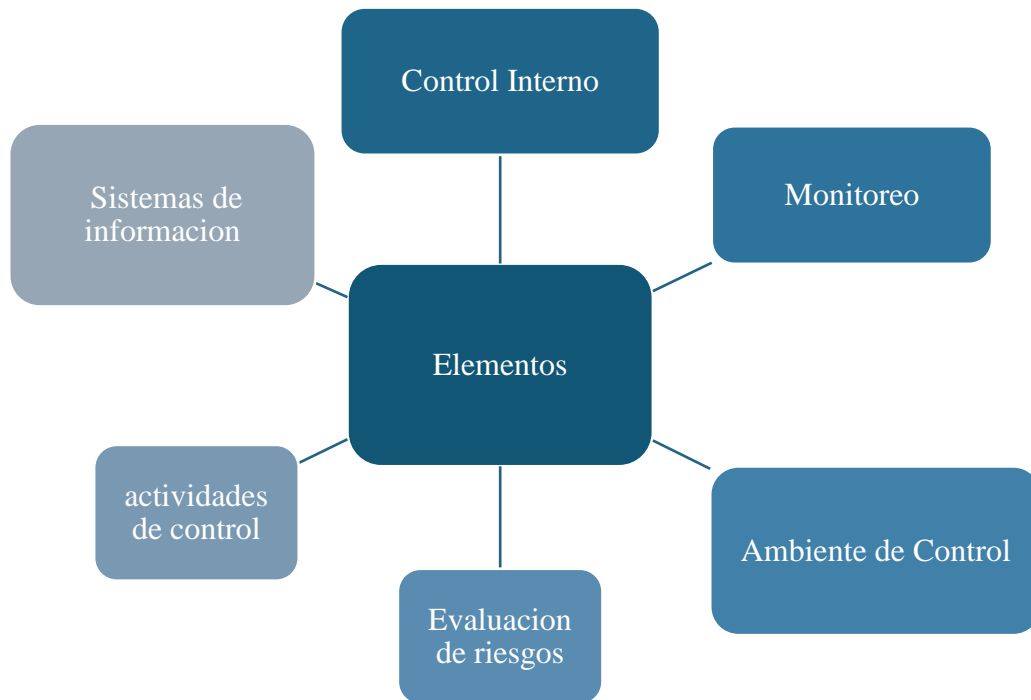 Control Interno
Monitoreo
Sistemas de
informacion
Elementos
actividades
de control
Ambiente de Control
Evaluacion
de riesgos